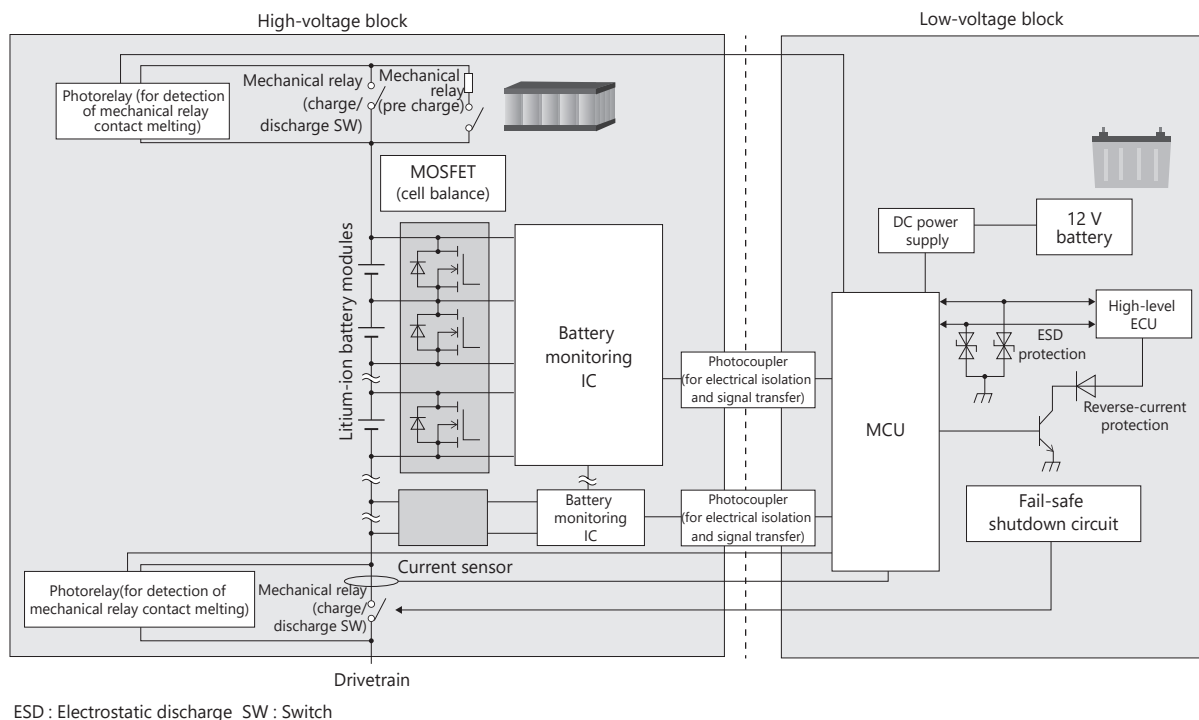 High-voltage block
Low-voltage block
Photorelay (for detection
of mechanical relay
contact melting)
Mechanical relay
(charge/
discharge SW)
Mechanical
relay
(pre charge)
MOSFET
(cell balance)
Litium-ion battery modules
Battery
monitoring
IC
Photocoupler
(for electrical isolation
and signal transfer)
Battery
monitoring
IC
Photocoupler
(for electrical isolation
and signal transfer)
DC power
supply
12 V
battery
MCU
High-level
ECU
ESD
protection
Reverse-current
protection
Fail-safe
shutdown circuit
Current sensor
Photorelay(for detection of
mechanical relay contact melting)
Mechanical relay
(charge/
discharge SW)
Drivetrain
ESD : Electrostatic discharge SW : Switch